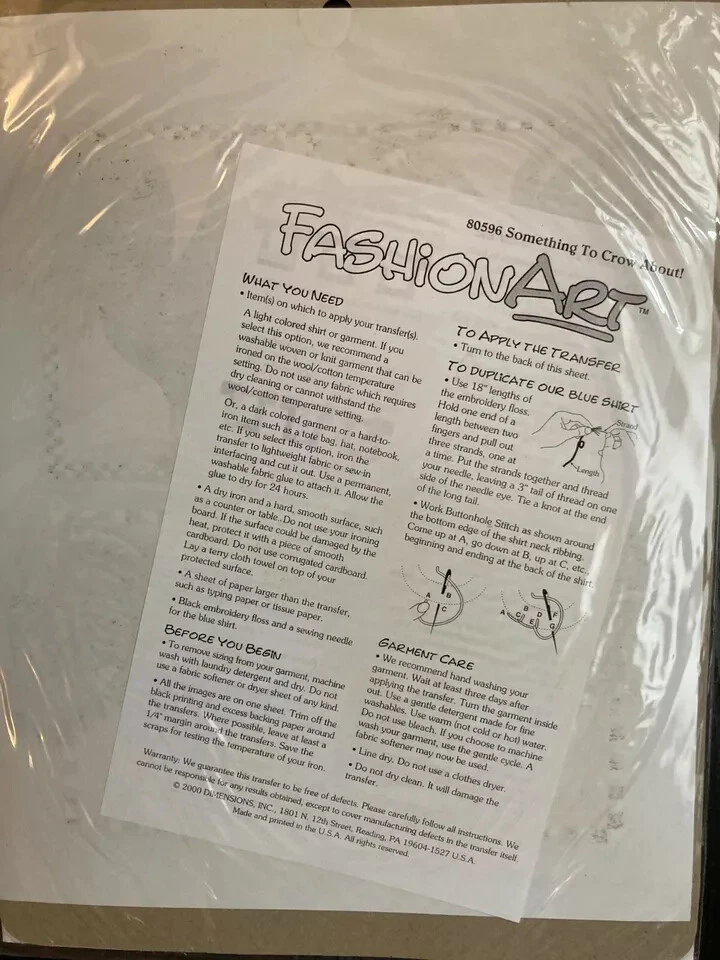 80596 Something To Crow About!
FASHION ART™
WHAT YOU NEED
• Item(s) on which to apply your transfer(s).
A light colored shirt or garment. If you
select this option, we recommend a
washable woven or knit garment that can be
ironed on the wool/cotton temperature
setting. Do not use any fabric which requires
dry cleaning or cannot withstand the
wool/cotton temperature setting.
Or, a dark colored garment or a hard-to-
iron item such as a tote bag, hat, notebook,
etc. If you select this option, iron the
transfer to lightweight fabric or sew-in
interfacing and cut it out. Use a permanent,
washable fabric glue to attach it. Allow the
glue to dry for 24 hours.
• A dry iron and a hard, smooth surface, such
as a counter or table. Do not use your ironing
board. If the surface could be damaged by the
heat, protect it with a piece of smooth
cardboard. Do not use corrugated cardboard.
Lay a terry cloth towel on top of your
protected surface.
• A sheet of paper larger than the transfer,
such as typing paper or tissue paper.
• Black embroidery floss and a sewing needle
for the blue shirt.
BEFORE YOU BEGIN
• To remove sizing from your garment, machine
wash with laundry detergent and dry. Do not
use a fabric softener or dryer sheet of any kind.
• All the images are on one sheet. Trim off the
black printing and excess backing paper around
the transfers. Where possible, leave at least a
1/4" margin around the transfers. Save the
scraps for testing the temperature of your iron.
TO APPLY THE TRANSFER
• Turn to the back of this sheet.
TO DUPLICATE OUR BLUE SHIRT
• Use 18" lengths of
the embroidery floss.
Hold one end of a
length between two
fingers and pull out
three strands, one at
a time. Put the strands together and thread
your needle, leaving a 3" tail of thread on one
side of the needle eye. Tie a knot at the end
of the long tail.
Strand
Length
• Work Buttonhole Stitch as shown around
the bottom edge of the shirt neck ribbing.
Come up at A, go down at B, up at C, etc.,
beginning and ending at the back of the shirt.
A B C
A B C D E F G
GARMENT CARE
• We recommend hand washing your
garment. Wait at least three days after
applying the transfer. Turn the garment inside
out. Use a gentle detergent made for fine
washables. Use warm (not cold or hot) water.
Do not use bleach. If you choose to machine
wash your garment, use the gentle cycle. A
fabric softener may now be used.
• Line dry. Do not use a clothes dryer.
• Do not dry clean. It will damage the
transfer.
Warranty: We guarantee this transfer to be free of defects. Please carefully follow all instructions. We
cannot be responsible for any results obtained, except to cover manufacturing defects in the transfer itself.
© 2000 DIMENSIONS, INC., 1801 N. 12th Street, Reading, PA 19604-1527 U.S.A.
Made and printed in the U.S.A. All rights reserved.